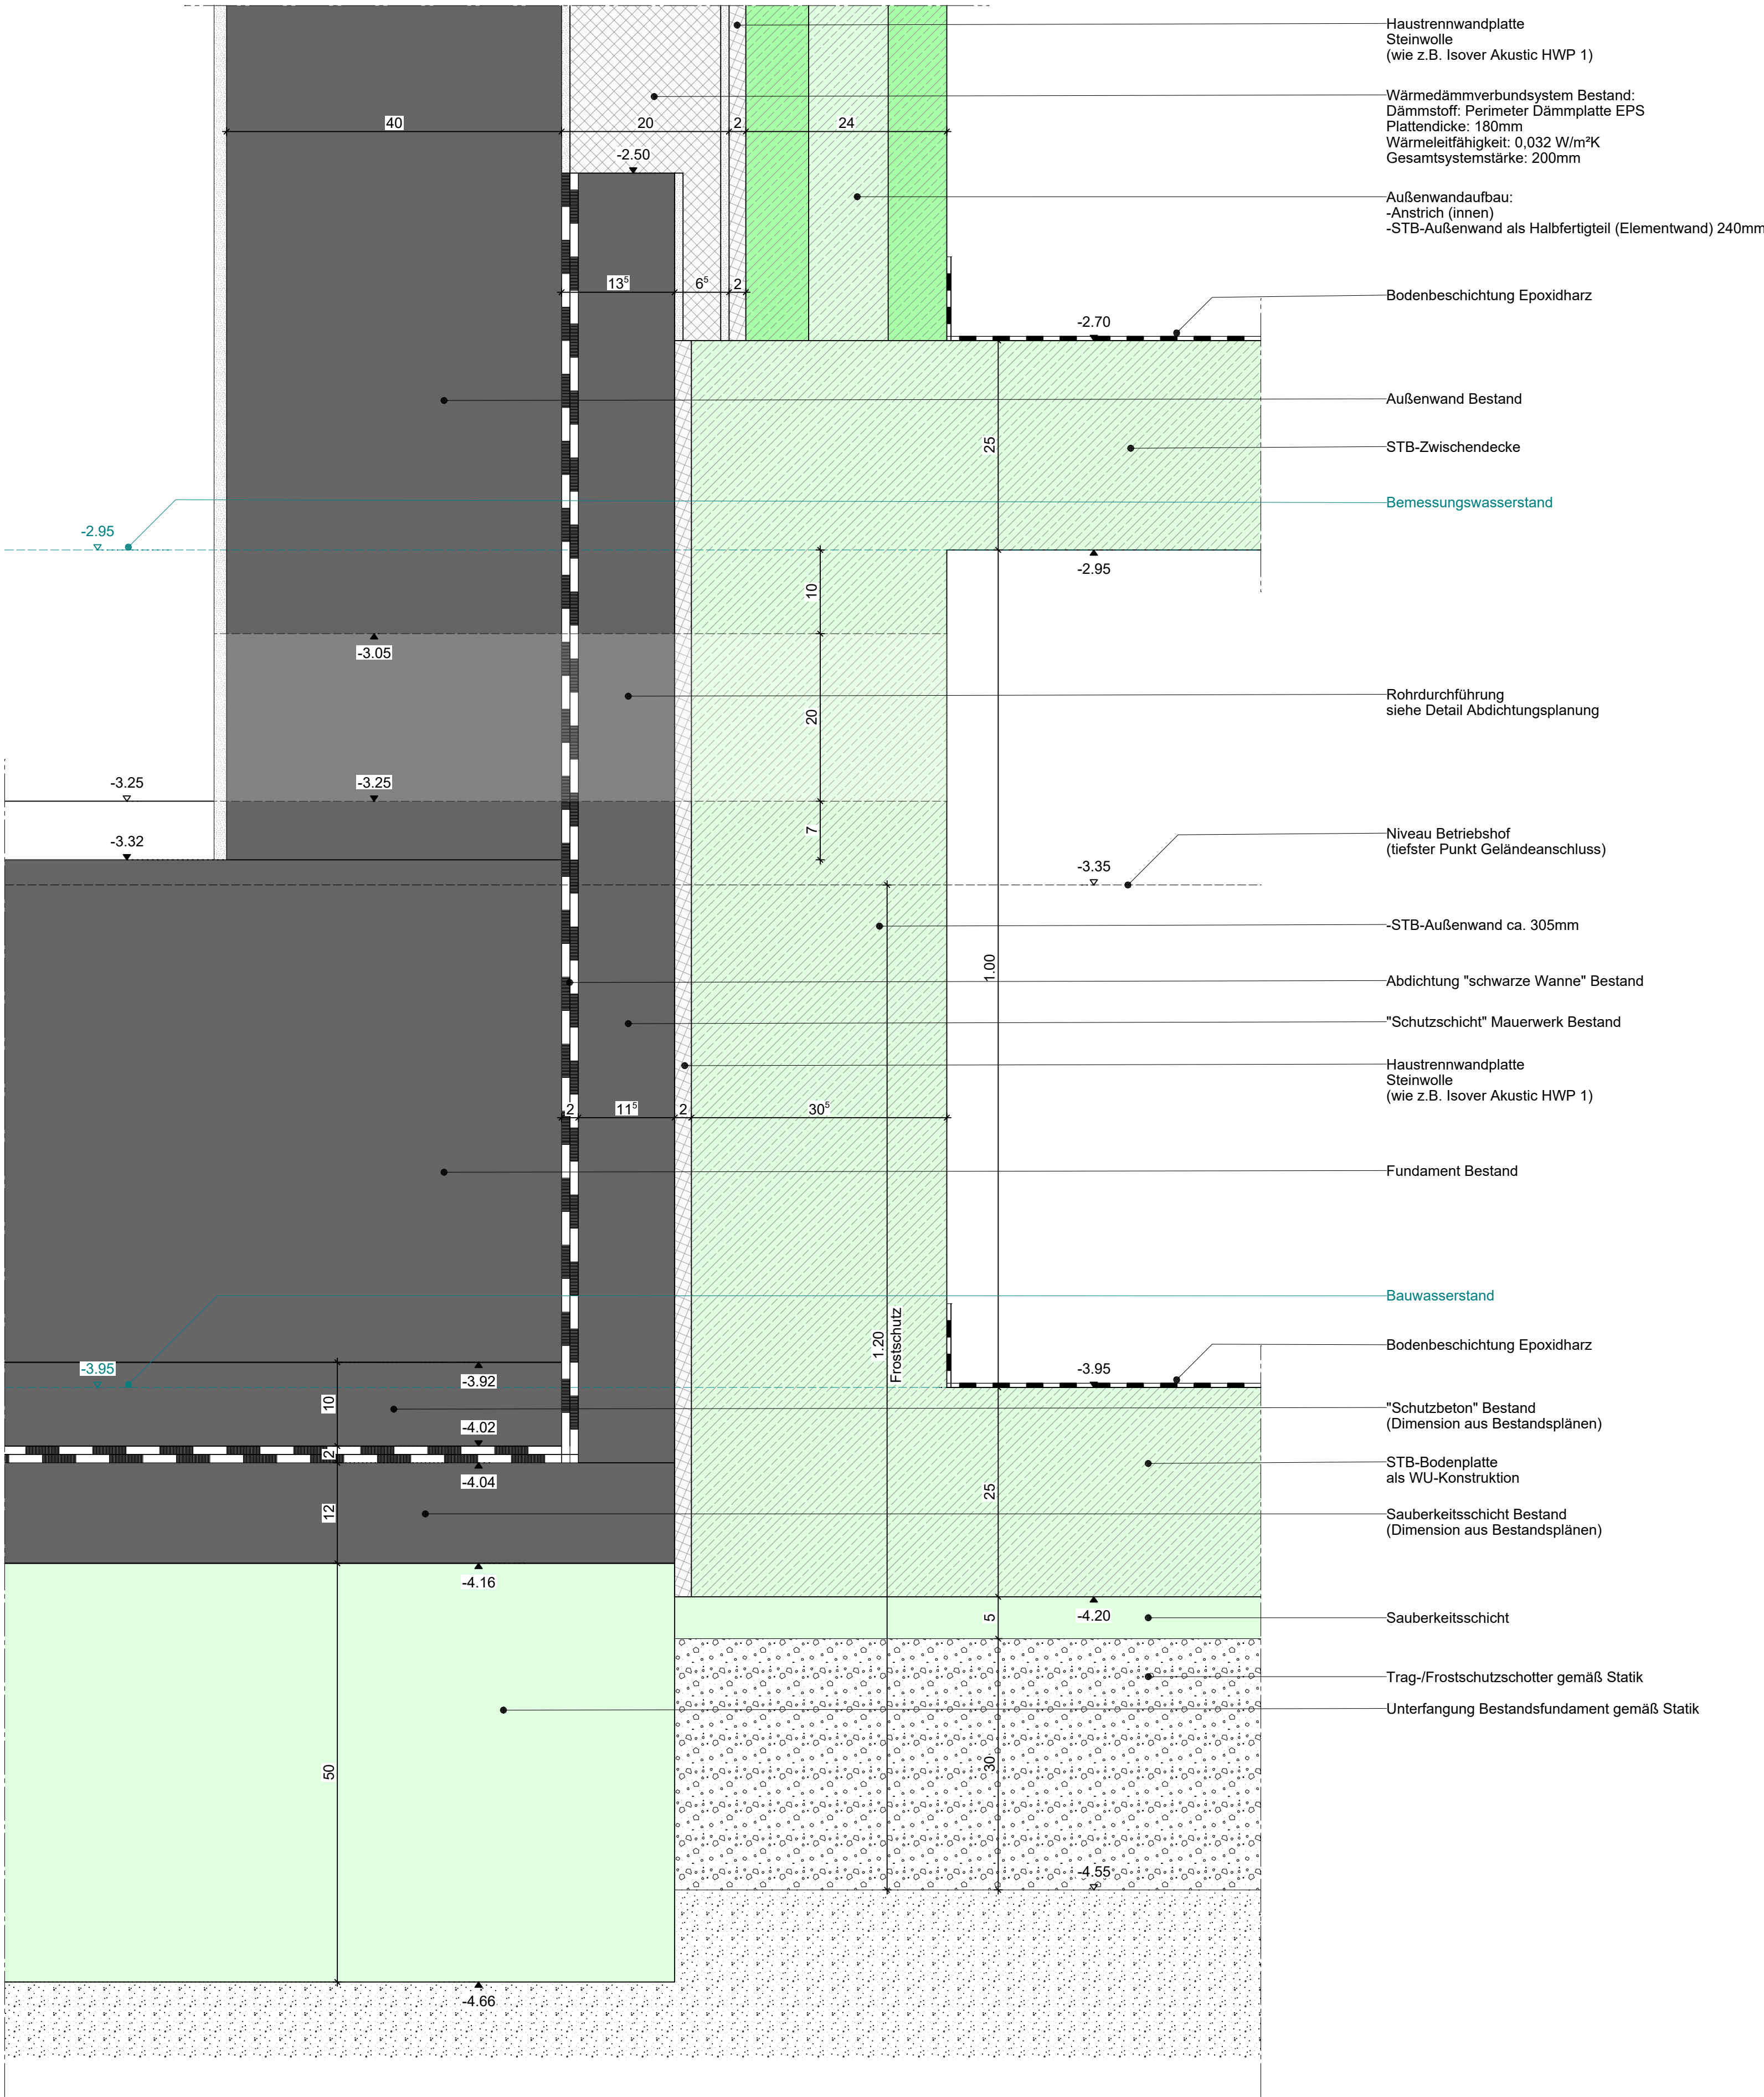 Haustrennwandplatte
Steinwolle
(wie z.B. Isover Akustic HWP 1)
Wärmedämmverbundsystem Bestand:
Dämmstoff: Perimeter Dämmplatte EPS
Plattendicke: 180mm
Wärmeleitfähigkeit: 0,032 W/m²K
Gesamtsystemstärke: 200mm
40 20 2 24
-2.50
Außenwandaufbau:
-Anstrich (innen)
-STB-Außenwand als Halbfertigteil (Elementwand) 240mm
13⁵ 6⁵ 2
Bodenbeschichtung Epoxidharz
-2.70
Außenwand Bestand
25
STB-Zwischendecke
Bemessungswasserstand
-2.95
-2.95
10
-3.05
Rohrdurchführung
siehe Detail Abdichtungsplanung
20
-3.25 -3.25
7
-3.32
Niveau Betriebshof
(tiefster Punkt Geländeanschluss)
-3.35
-STB-Außenwand ca. 305mm
1.00
Abdichtung "schwarze Wanne" Bestand
"Schutzschicht" Mauerwerk Bestand
Haustrennwandplatte
Steinwolle
(wie z.B. Isover Akustic HWP 1)
2 11⁵ 2 30⁵
Fundament Bestand
Bauwasserstand
1.20
Frostschutz
Bodenbeschichtung Epoxidharz
-3.95 -3.92 -3.95
10
"Schutzbeton" Bestand
(Dimension aus Bestandsplänen)
-4.02
2
STB-Bodenplatte
als WU-Konstruktion
-4.04
25
12
Sauberkeitsschicht Bestand
(Dimension aus Bestandsplänen)
-4.16
5
-4.20
Sauberkeitsschicht
Trag-/Frostschutzschotter gemäß Statik
Unterfangung Bestandsfundament gemäß Statik
50
30
-4.55
-4.66